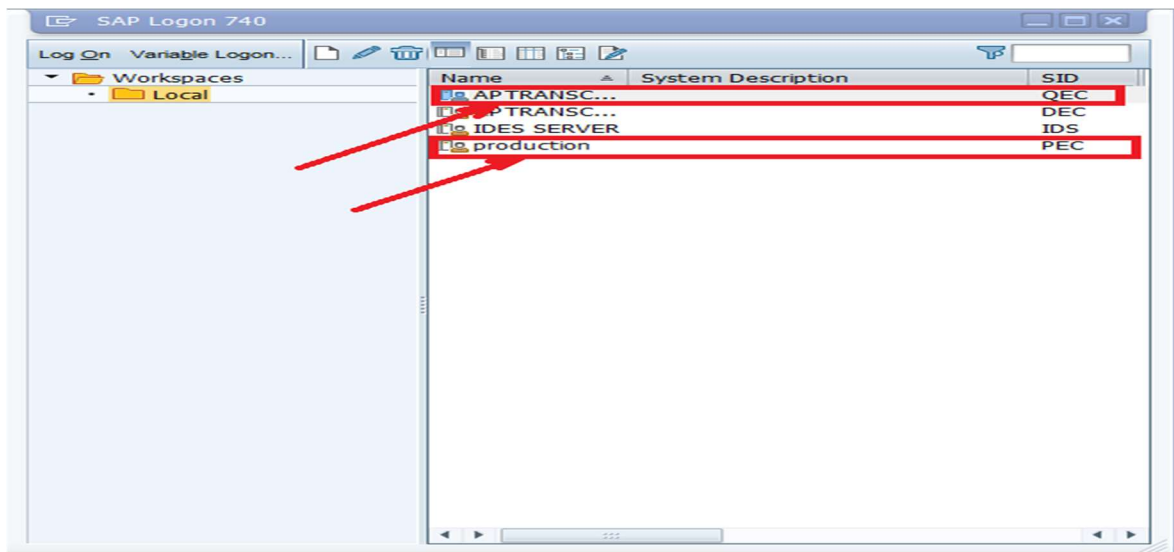 SAP Logon 740
Log On Variable Logon...
Workspaces
Local
Name System Description SID
APTRANSC... QEC
APTRANSC... DEC
IDES SERVER IDS
production PEC